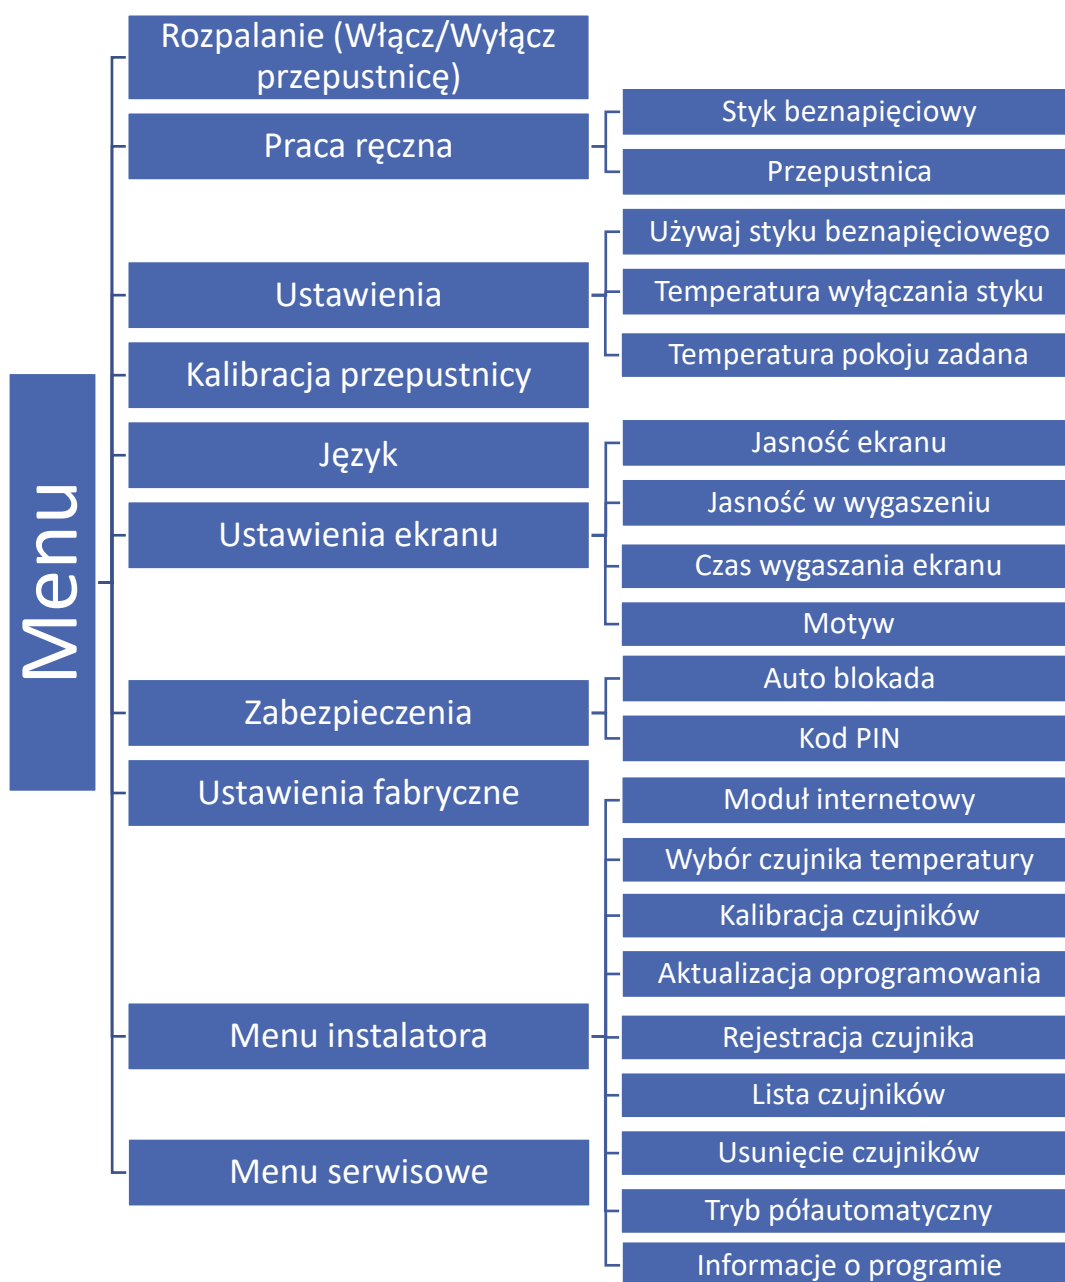 Menu
Rozpalanie (Włącz/Wyłącz
przepustnicę)
Praca ręczna
Styk beznapięciowy
Przepustnica
Ustawienia
Używaj styku beznapięciowego
Temperatura wyłączania styku
Temperatura pokoju zadana
Kalibracja przepustnicy
Język
Ustawienia ekranu
Jasność ekranu
Jasność w wygaszeniu
Czas wygaszania ekranu
Motyw
Zabezpieczenia
Auto blokada
Kod PIN
Ustawienia fabryczne
Menu instalatora
Moduł internetowy
Wybór czujnika temperatury
Kalibracja czujników
Aktualizacja oprogramowania
Rejestracja czujnika
Lista czujników
Usunięcie czujników
Tryb półautomatyczny
Informacje o programie
Menu serwisowe